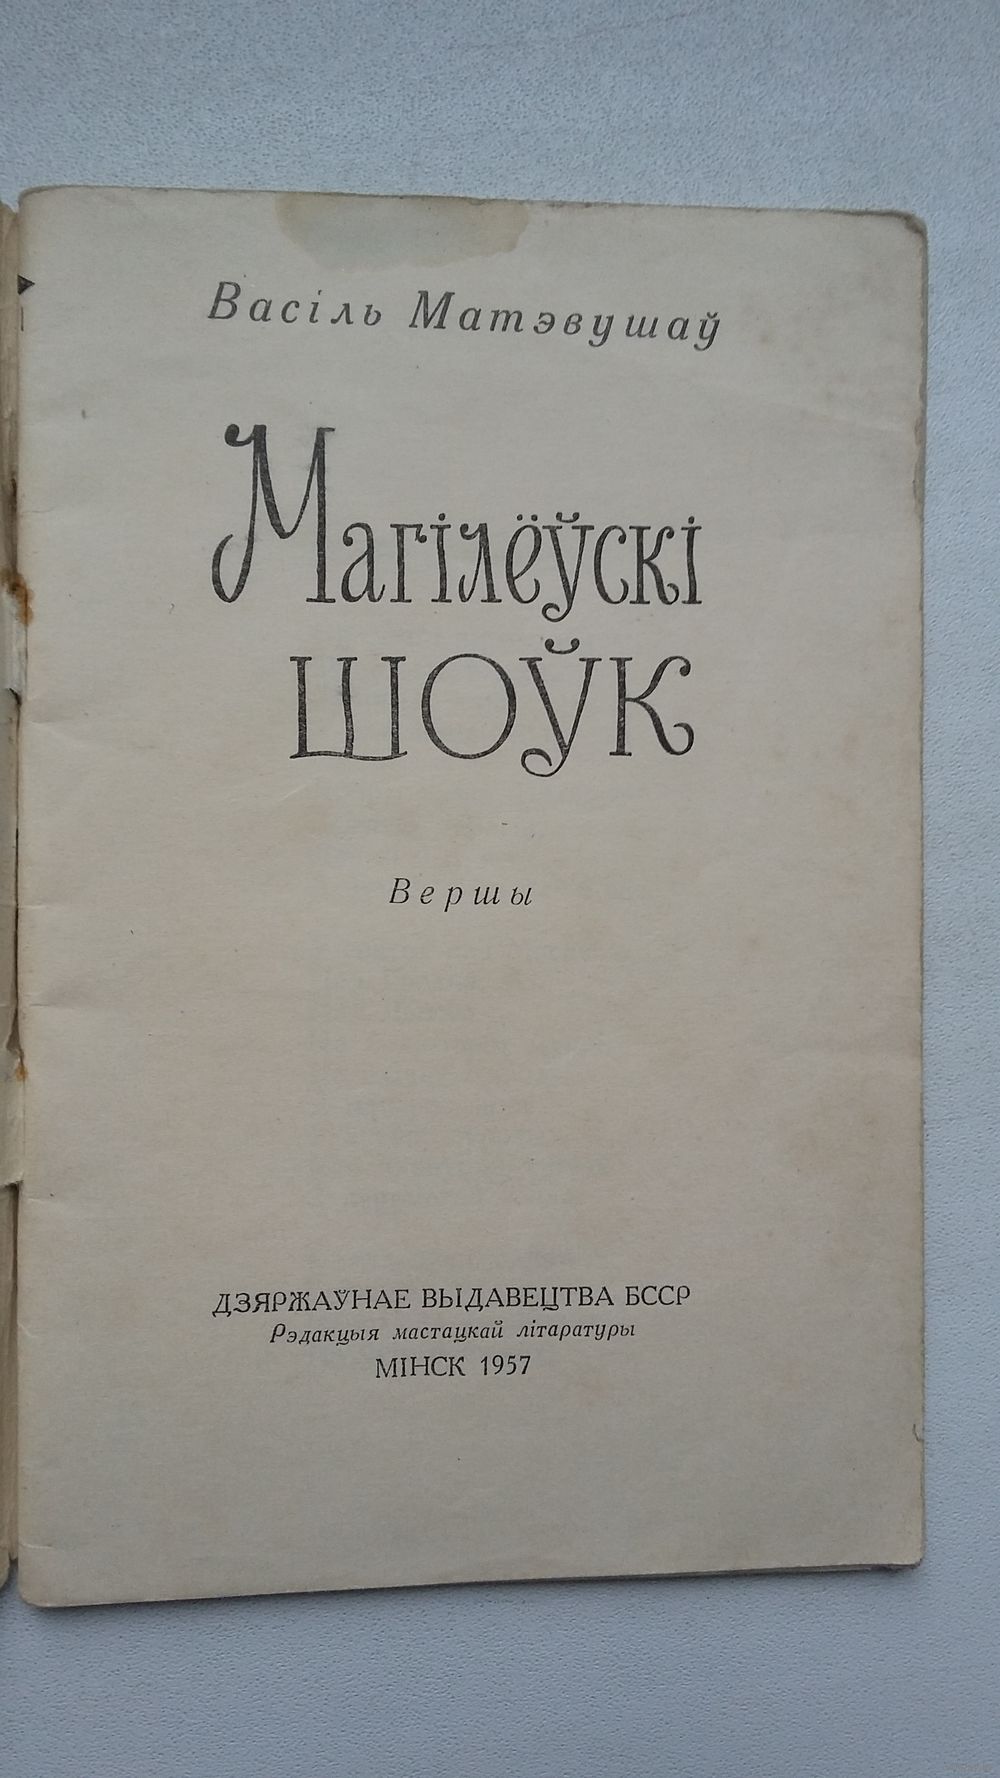 Васіль Матэвушаў
Магілёўскі
шоўк
Вершы
ДЗЯРЖАЎНАЕ ВЫДАВЕЦТВА БССР
Рэдакцыя мастацкай літаратуры
МІНСК 1957